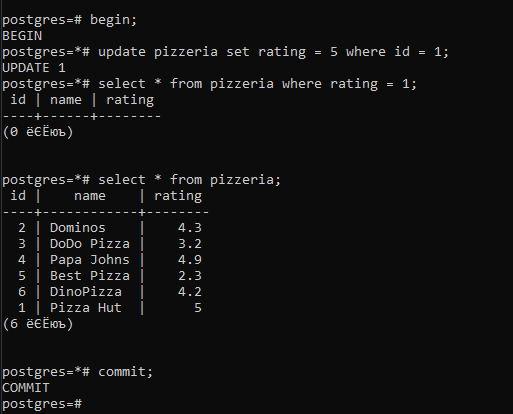 postgres=# begin;
BEGIN
postgres=*# update pizzeria set rating = 5 where id = 1;
UPDATE 1
postgres=*# select * from pizzeria where rating = 1;
 id | name | rating
----+------+--------
(0 ёЄЁюъ)
postgres=*# select * from pizzeria;
 id |    name     | rating
----+-------------+--------
  2 | Dominos     |    4.3
  3 | DoDo Pizza  |    3.2
  4 | Papa Johns  |    4.9
  5 | Best Pizza  |    2.3
  6 | DinoPizza   |    4.2
  1 | Pizza Hut   |      5
(6 ёЄЁюъ)
postgres=*# commit;
COMMIT
postgres=#